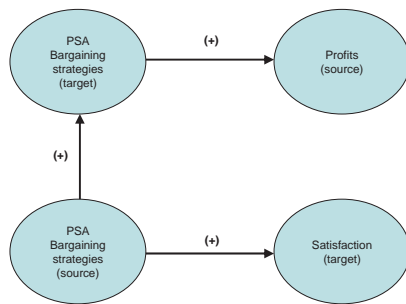 PSA
Bargaining
strategies
(target)
(+)
Profits
(source)
(+)
PSA
Bargaining
strategies
(source)
(+)
Satisfaction
(target)